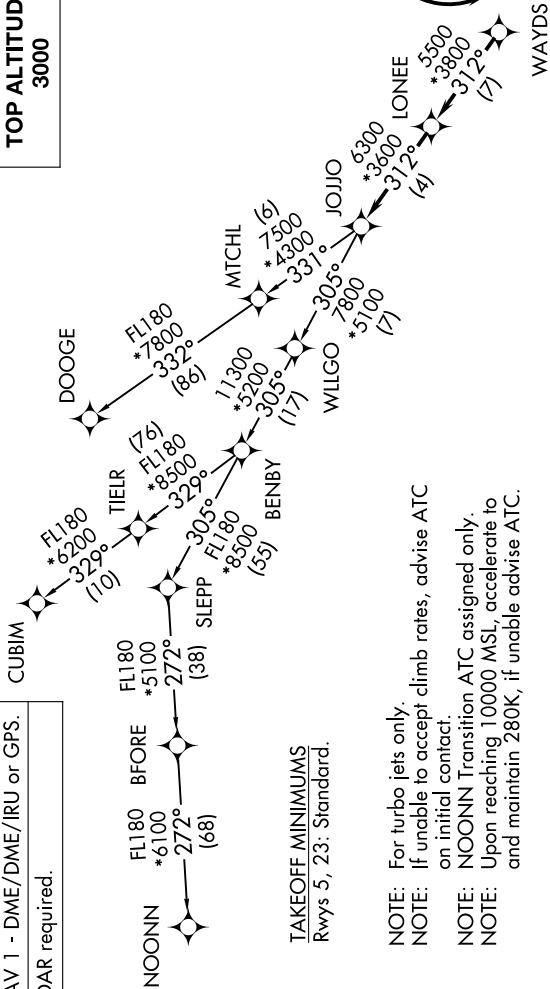 TOP ALTITUD
3000
AV 1 - DME/DME/IRU or GPS.
DAR required.
WAYDS
5500
*3800
312°
(7)
LONEE
6300
*3600
312°
(4)
JOJJO
(6)
7500
*4300
331°
MTCHL
FL180
*7800
332°
(86)
DOOGE
305°
7800
*5100
(7)
WLLGO
11300
*5200
305°
(17)
BENBY
(76)
FL180
*8500
329°
TIELR
FL180
*6200
329°
(10)
CUBIM
305°
FL180
*8500
(55)
SLEPP
FL180
*5100
272°
(38)
BFORE
FL180
*6100
272°
(68)
NOONN
TAKEOFF MINIMUMS
Rwys 5, 23: Standard.
NOTE: For turbo jets only.
NOTE: If unable to accept climb rates, advise ATC
on initial contact.
NOTE: NOONN Transition ATC assigned only.
NOTE: Upon reaching 10000 MSL, accelerate to
and maintain 280K, if unable advise ATC.